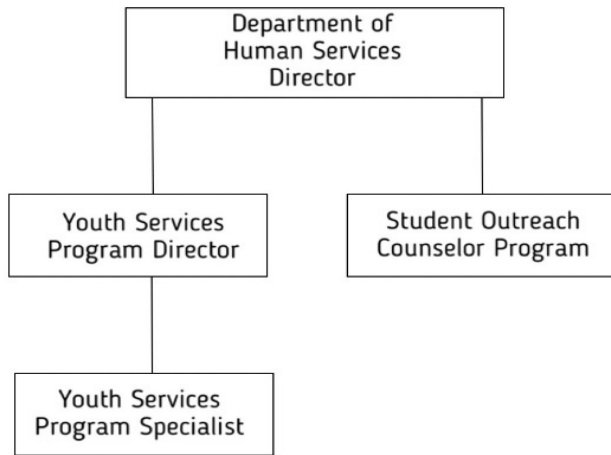 Department of
Human Services
Director
Youth Services
Program Director
Student Outreach
Counselor Program
Youth Services
Program Specialist